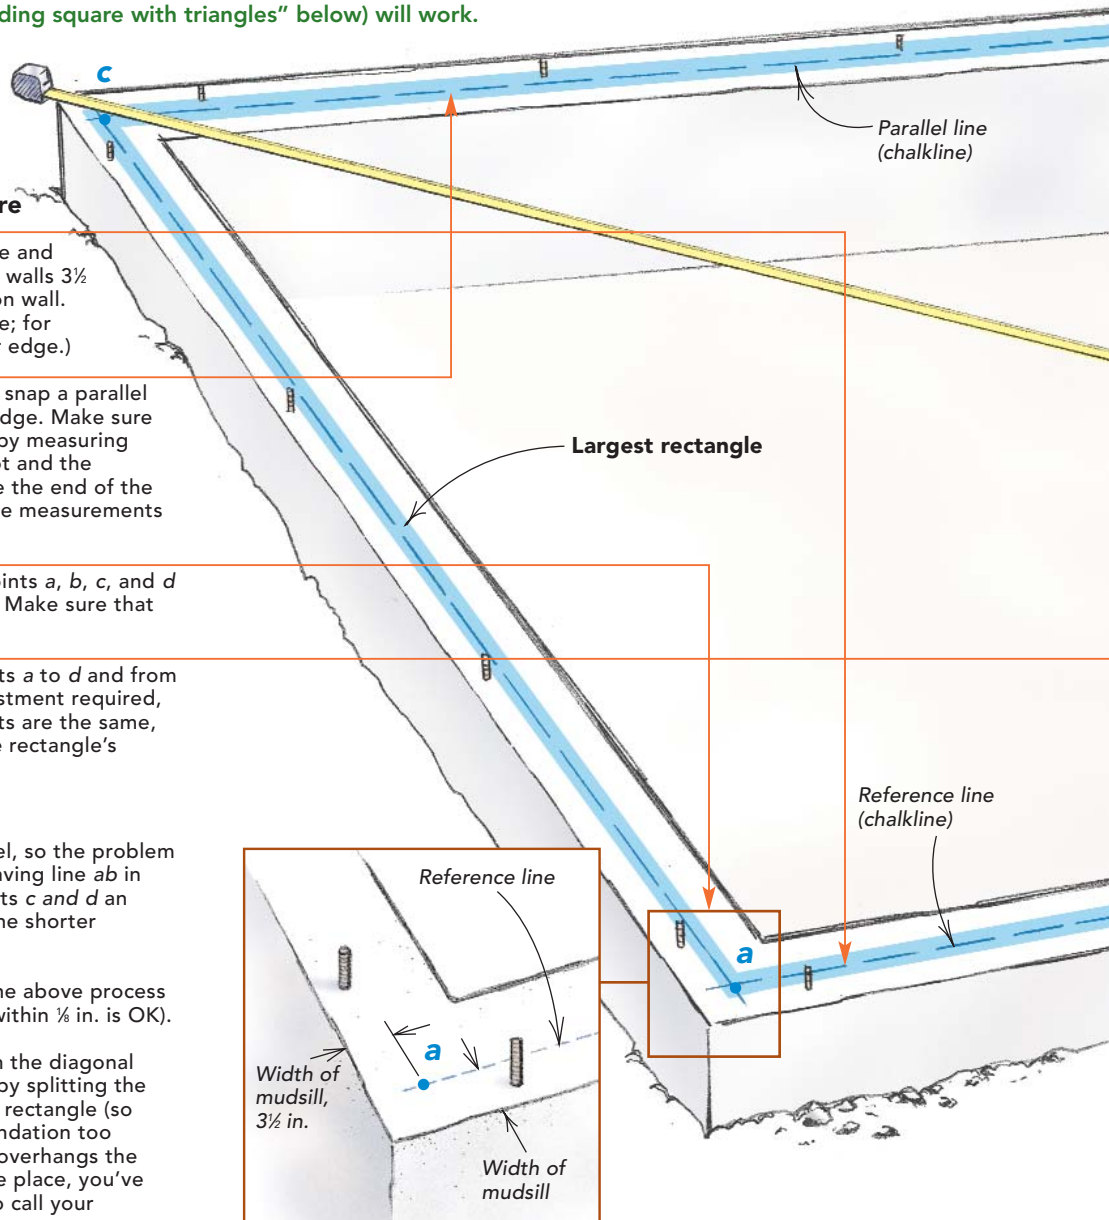 ding square with triangles” below) will work.
c
Parallel line
(chalkline)
re
e and
walls 3½
on wall.
e; for
r edge.)
snap a parallel
dge. Make sure
by measuring
ot and the
e the end of the
e measurements
Largest rectangle
ints a, b, c, and d
Make sure that
ts a to d and from
stment required,
ts are the same,
e rectangle’s
Reference line
(chalkline)
el, so the problem
aving line ab in
ts c and d an
he shorter
he above process
within ⅛ in. is OK).
n the diagonal
by splitting the
rectangle (so
ndation too
overhangs the
e place, you’ve
o call your
Reference line
a
a
Width of
mudsill,
3½ in.
Width of
mudsill